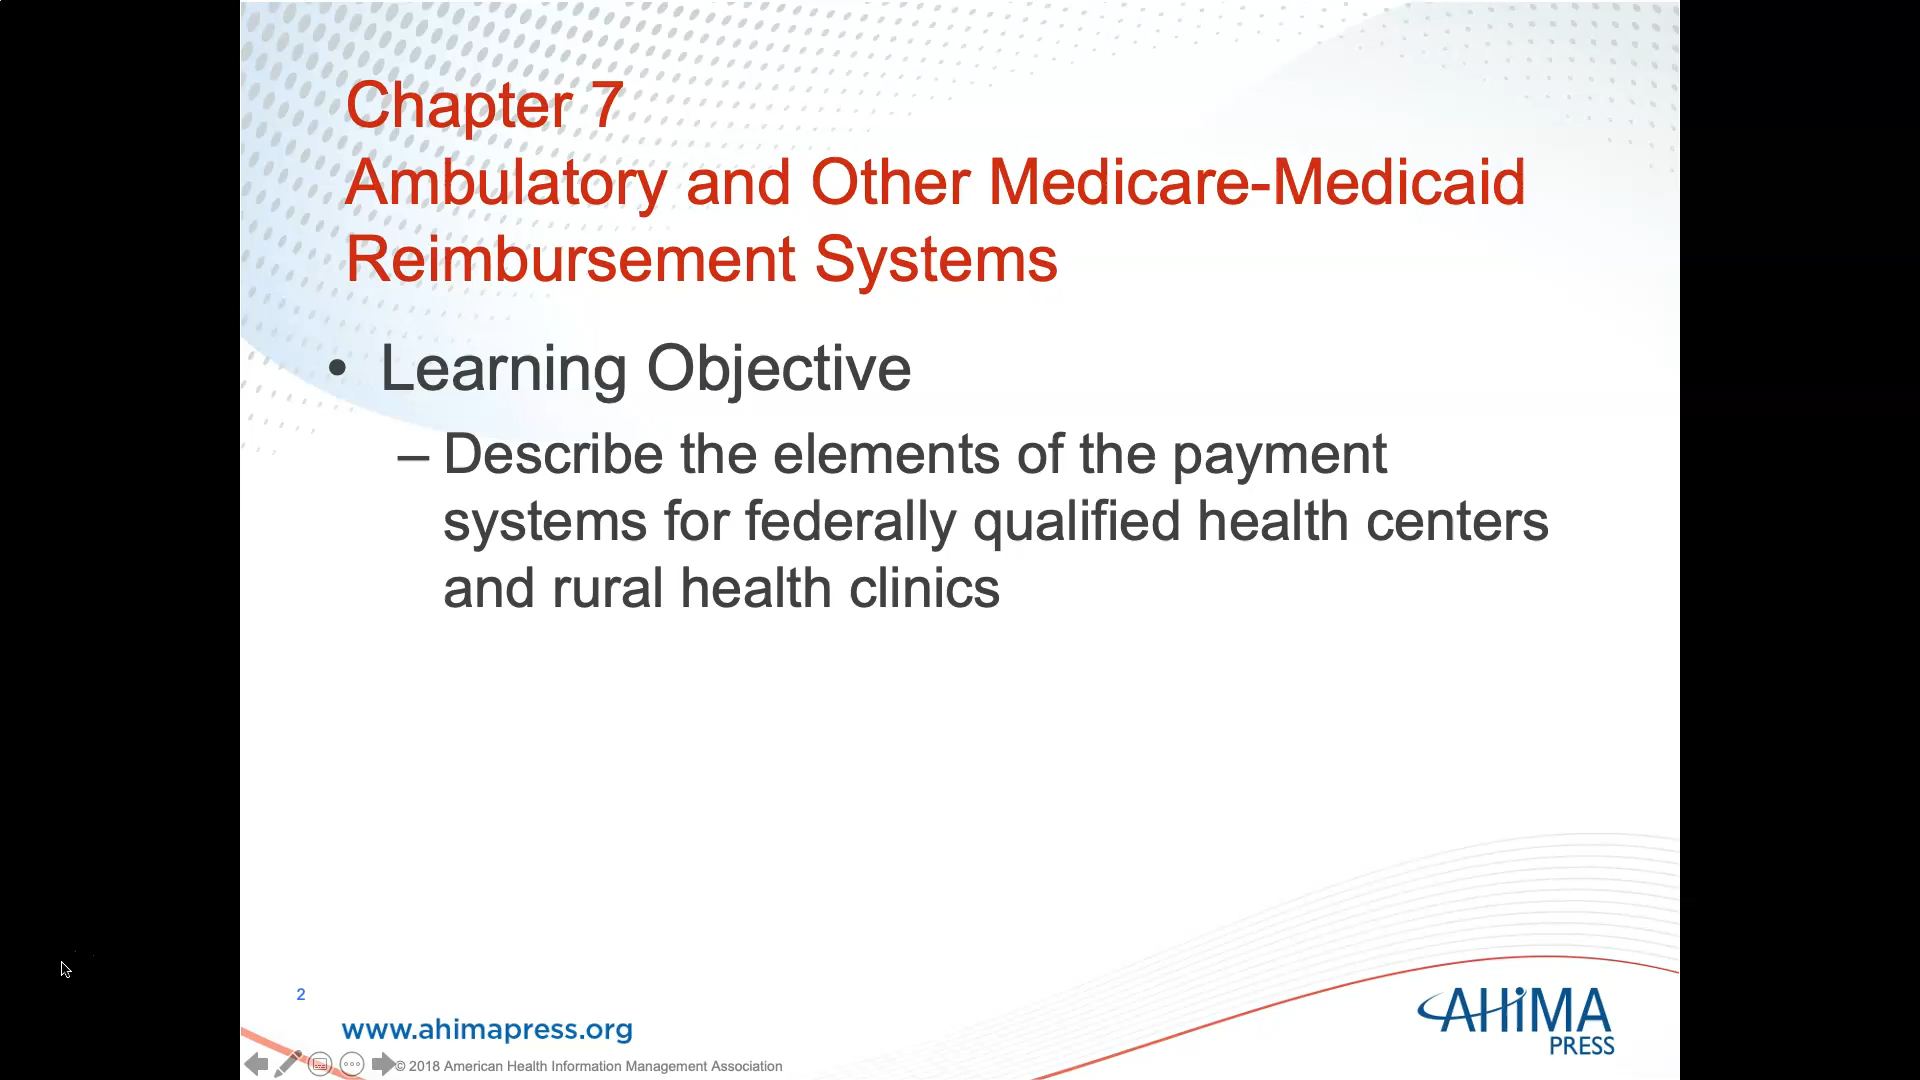 Chapter 7
Ambulatory and Other Medicare-Medicaid
Reimbursement Systems
• Learning Objective
– Describe the elements of the payment
systems for federally qualified health centers
and rural health clinics
2
www.ahimapress.org
© 2018 American Health Information Management Association
AHiMA
PRESS